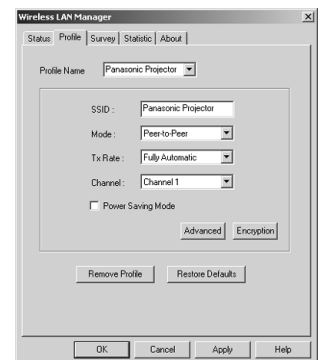 Wireless LAN Manager
Status Profile Survey Statistic About
Profile Name Panasonic Projector
SSID : Panasonic Projector
Mode : Peer-to-Peer
Tx Rate : Fully Automatic
Channel : Channel 1
Power Saving Mode
Advanced Encryption
Remove Profile Restore Defaults
OK Cancel Apply Help